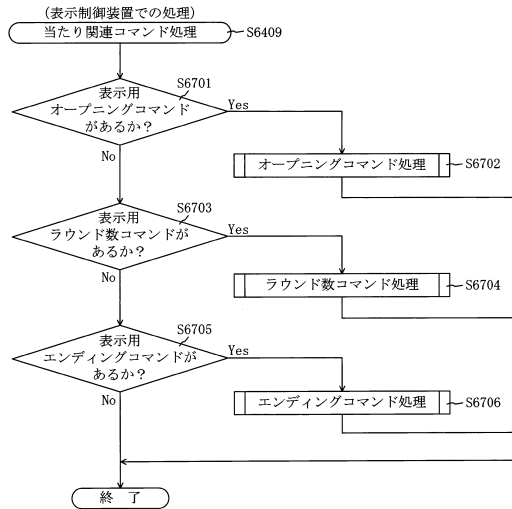 (表示制御装置での処理)
当たり関連コマンド処理
S6409
S6701
表示用
オープニングコマンド
があるか?
Yes
No
オープニングコマンド処理
S6702
S6703
表示用
ラウンド数コマンドが
あるか?
Yes
No
ラウンド数コマンド処理
S6704
S6705
表示用
エンディングコマンドが
あるか?
Yes
No
エンディングコマンド処理
S6706
終 了